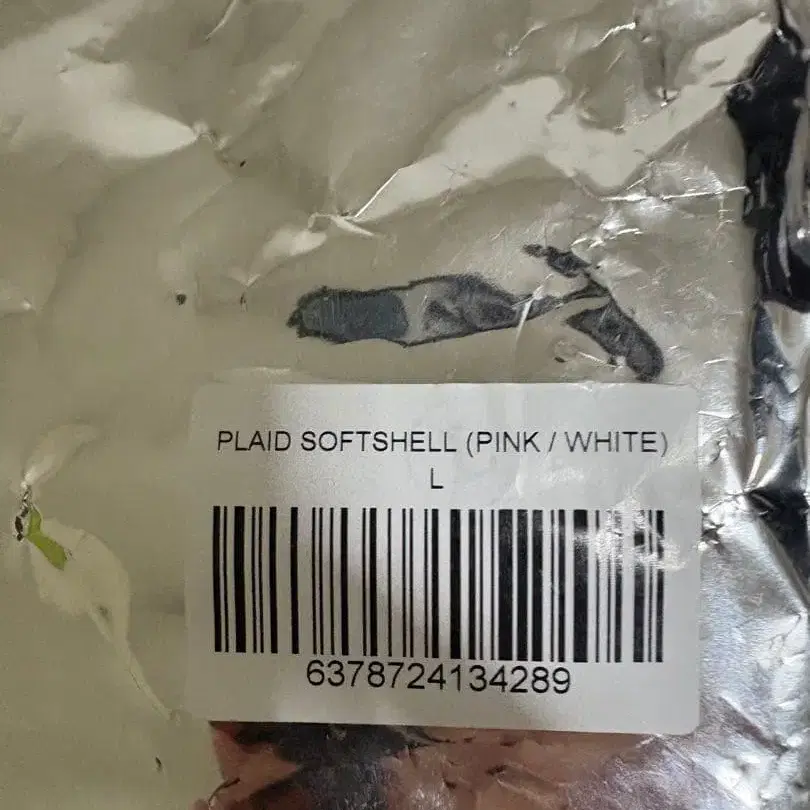 PLAID SOFTSHELL (PINK / WHITE)
L
6378724134289